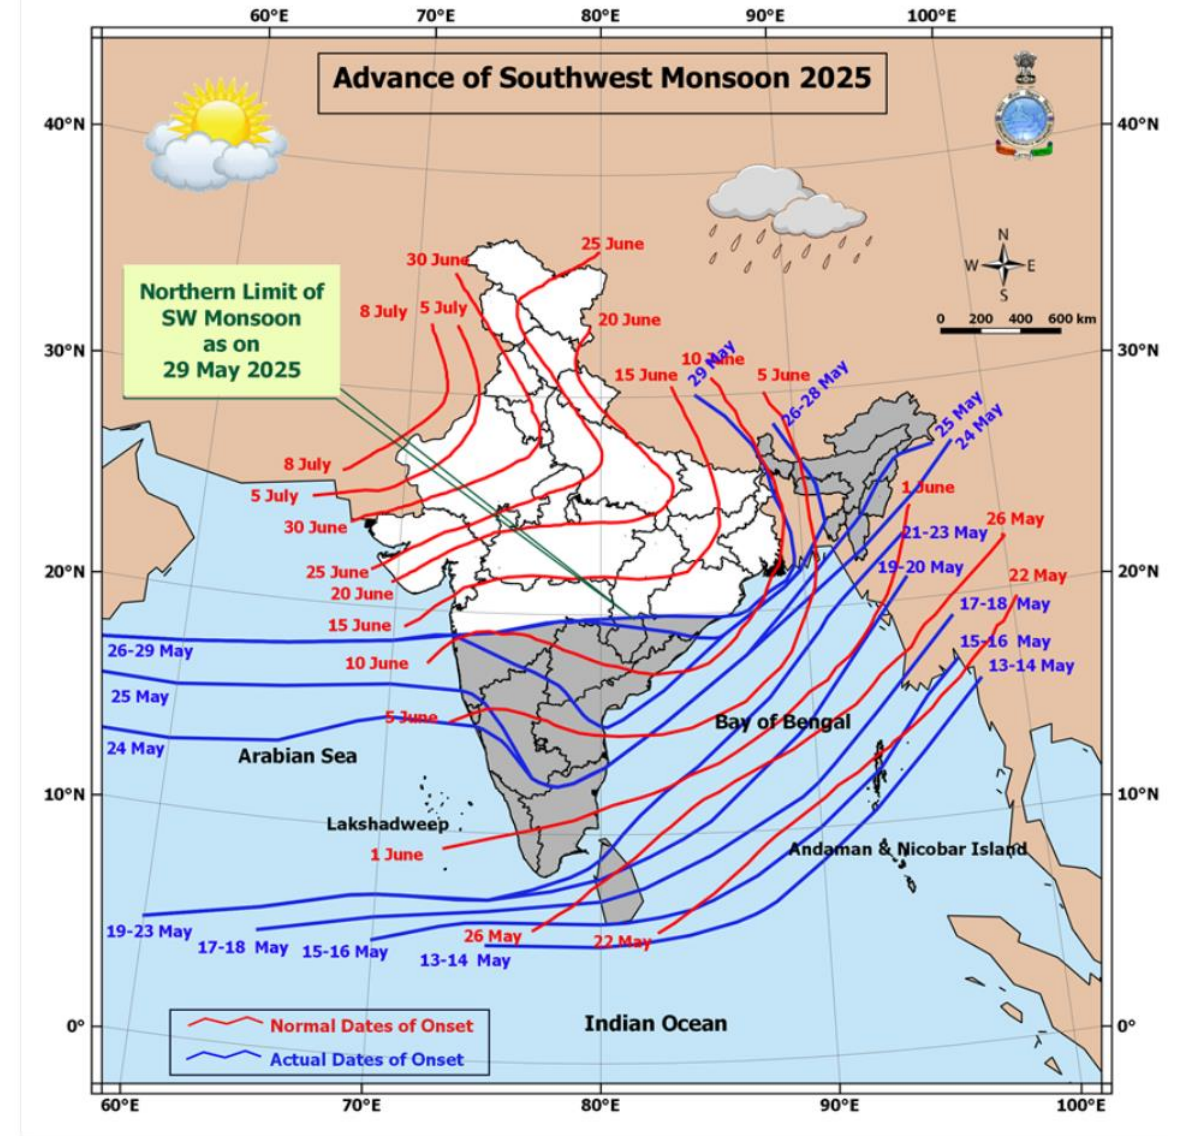 60°E 70°E 80°E 90°E 100°E
Advance of Southwest Monsoon 2025
40°N 40°N
N
W E
S
0 200 400 600 km
25 June
30 June
8 July 5 July
20 June
Northern Limit of
SW Monsoon
as on
29 May 2025
30°N 30°N
10 June
29 May
15 June
5 June
26-28 May
25 May
24 May
8 July
5 July
30 June
1 June
26 May
21-23 May
19-20 May
20°N 20°N
25 June
22 May
20 June
17-18 May
15 June
15-16 May
26-29 May
10 June
13-14 May
25 May
5 June
Bay of Bengal
24 May
Arabian Sea
10°N 10°N
Lakshadweep
1 June
Andaman & Nicobar Island
19-23 May
17-18 May
15-16 May
13-14 May
26 May
22 May
Normal Dates of Onset
Actual Dates of Onset
Indian Ocean
0° 0°
60°E 70°E 80°E 90°E 100°E